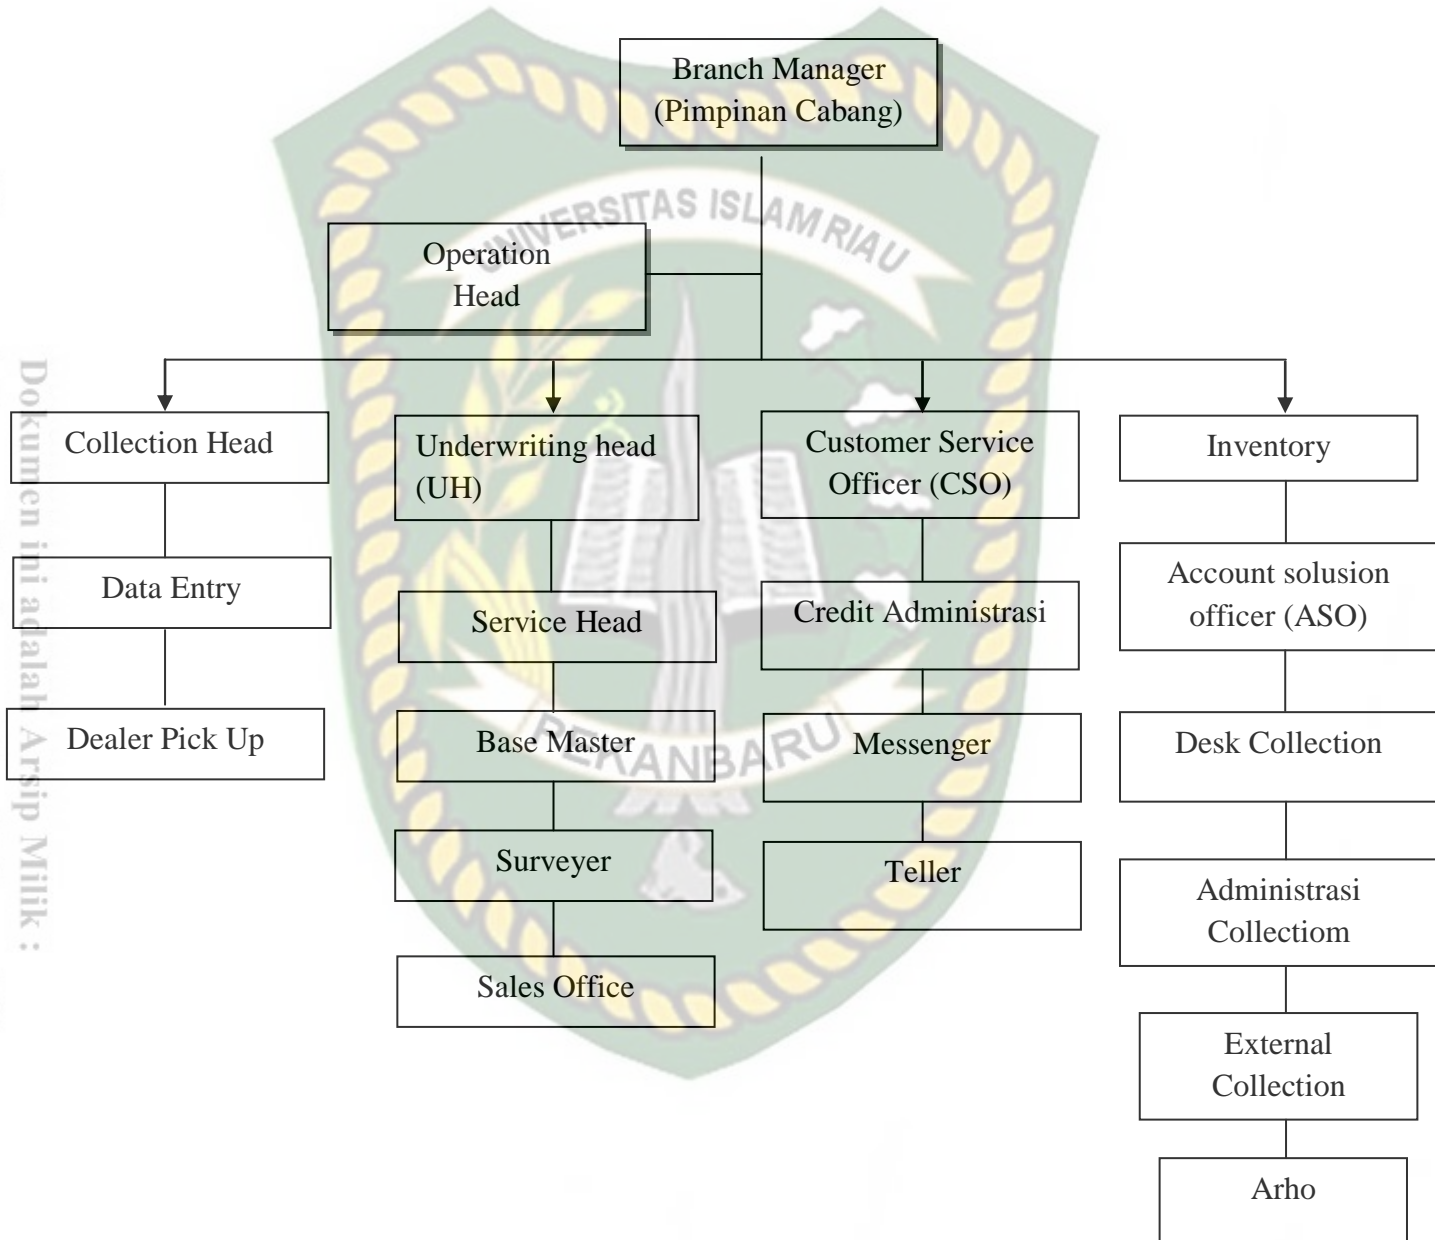 Branch Manager
(Pimpinan Cabang)
UNIVERSITAS ISLAM RIAU
Operation
Head
Collection Head
Underwriting head
(UH)
Customer Service
Officer (CSO)
Inventory
Data Entry
Service Head
Credit Administrasi
Account solusion
officer (ASO)
Dealer Pick Up
Base Master
Messenger
Desk Collection
PEKANBARU
Surveyer
Teller
Administrasi
Collectiom
Sales Office
External
Collection
Arho
Dokumen ini adalah Arsip Milik :